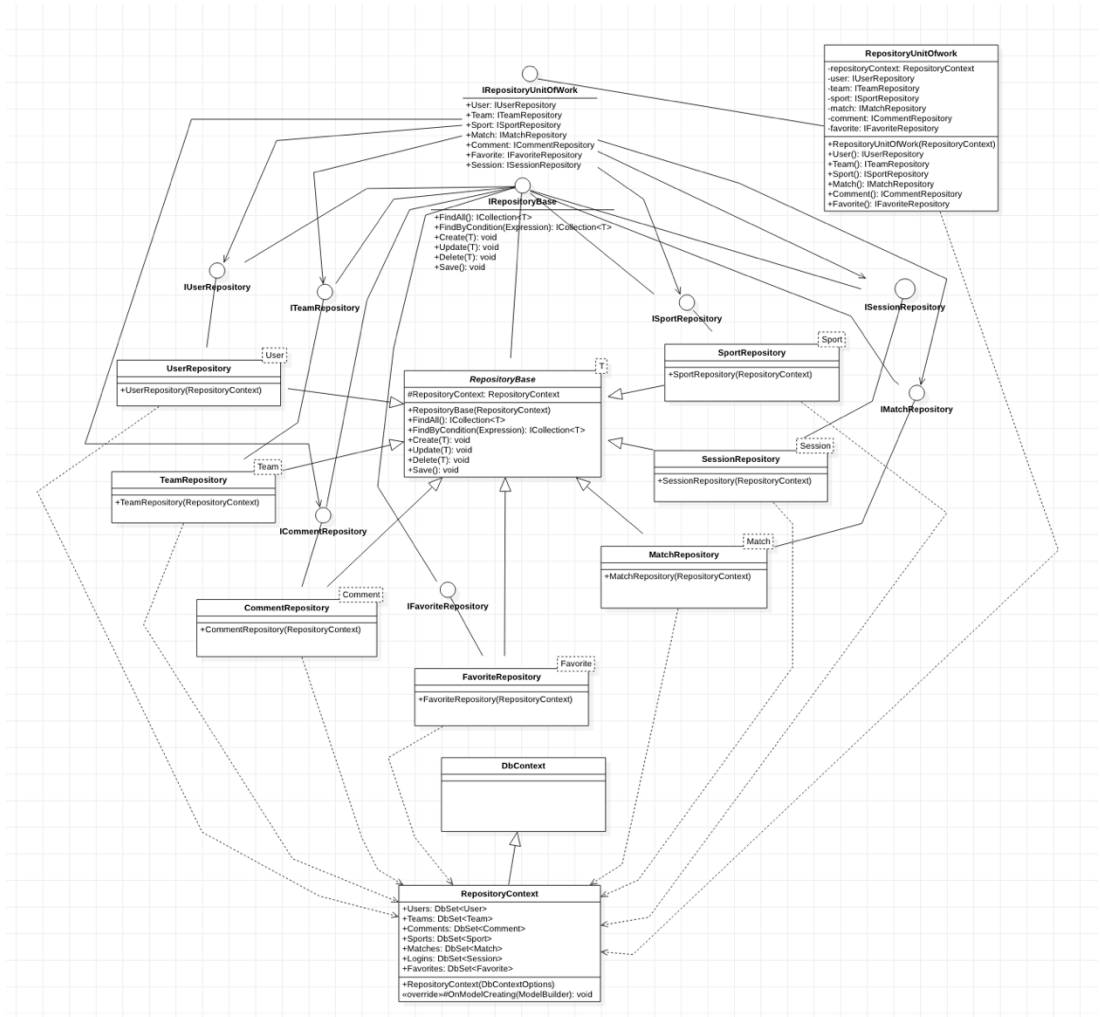 RepositoryUnitOfwork
-repositoryContext: RepositoryContext
-user: IUserRepository
-team: ITeamRepository
-sport: ISportRepository
-match: IMatchRepository
-comment: ICommentRepository
-favorite: IFavoriteRepository
+RepositoryUnitOfWork(RepositoryContext)
+User(): IUserRepository
+Team(): ITeamRepository
+Sport(): ISportRepository
+Match(): IMatchRepository
+Comment(): ICommentRepository
+Favorite(): IFavoriteRepository
IRepositoryUnitOfWork
+User: IUserRepository
+Team: ITeamRepository
+Sport: ISportRepository
+Match: IMatchRepository
+Comment: ICommentRepository
+Favorite: IFavoriteRepository
+Session: ISessionRepository
IRepositoryBase
+FindAll(): ICollection<T>
+FindByCondition(Expression): ICollection<T>
+Create(T): void
+Update(T): void
+Delete(T): void
+Save(): void
IUserRepository
ITeamRepository
ISportRepository
ISessionRepository
User
UserRepository
+UserRepository(RepositoryContext)
T
RepositoryBase
#RepositoryContext: RepositoryContext
+RepositoryBase(RepositoryContext)
+FindAll(): ICollection<T>
+FindByCondition(Expression): ICollection<T>
+Create(T): void
+Update(T): void
+Delete(T): void
+Save(): void
Sport
SportRepository
+SportRepository(RepositoryContext)
IMatchRepository
Team
TeamRepository
+TeamRepository(RepositoryContext)
Session
SessionRepository
+SessionRepository(RepositoryContext)
ICommentRepository
Match
MatchRepository
+MatchRepository(RepositoryContext)
Comment
CommentRepository
+CommentRepository(RepositoryContext)
IFavoriteRepository
Favorite
FavoriteRepository
+FavoriteRepository(RepositoryContext)
DbContext
RepositoryContext
+Users: DbSet<User>
+Teams: DbSet<Team>
+Comments: DbSet<Comment>
+Sports: DbSet<Sport>
+Matches: DbSet<Match>
+Logins: DbSet<Session>
+Favorites: DbSet<Favorite>
+RepositoryContext(DbContextOptions)
«override»#OnModelCreating(ModelBuilder): void